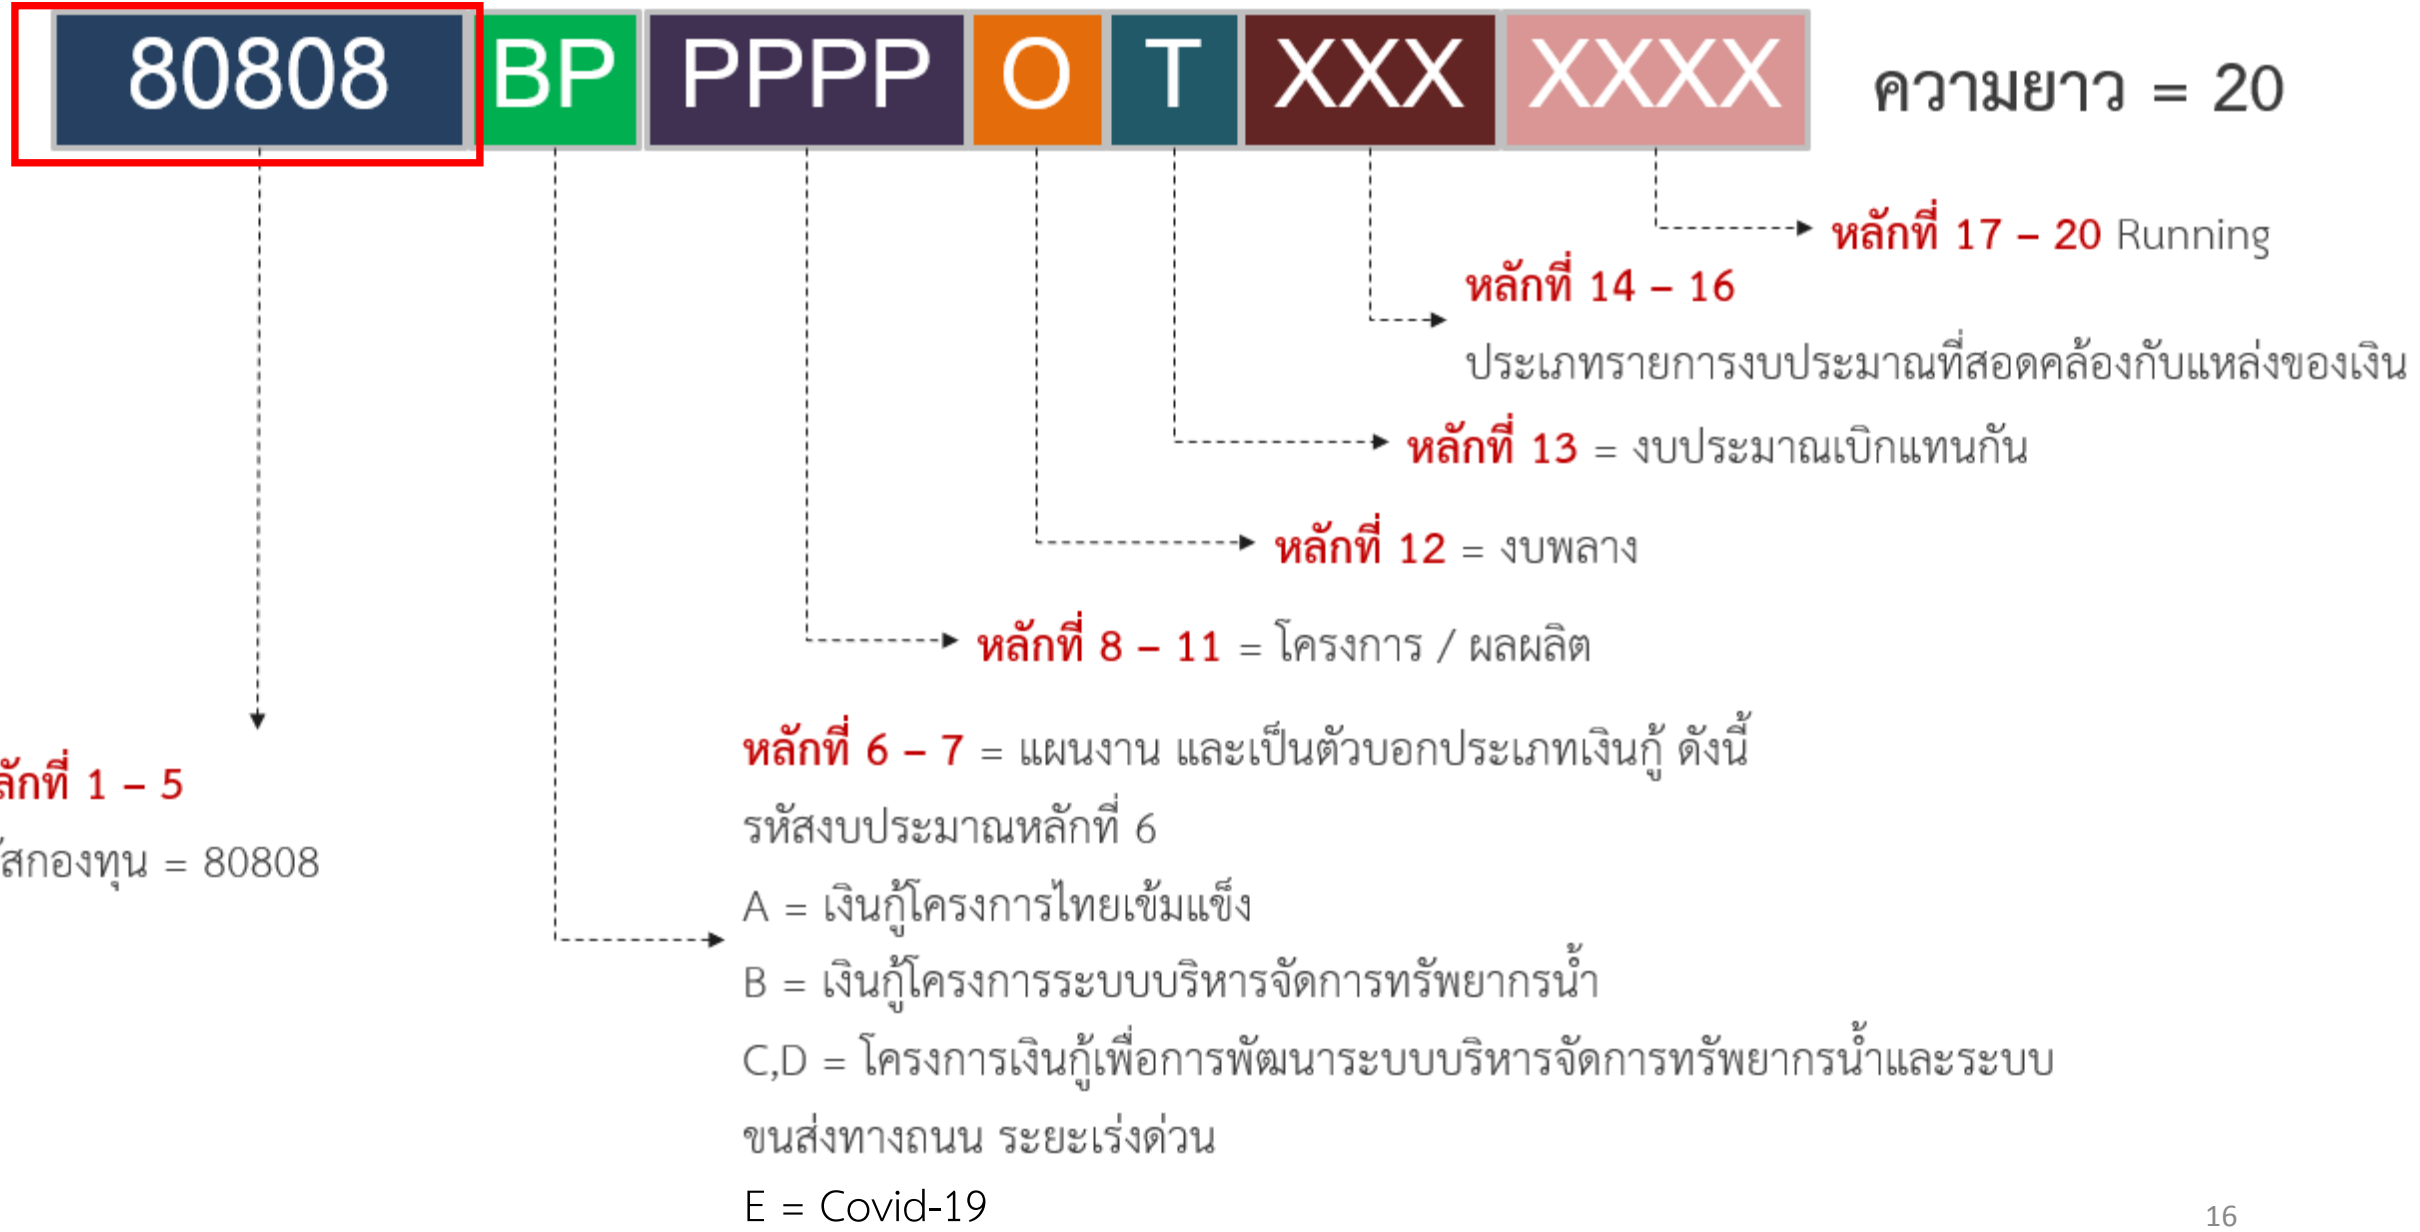 80808 BP PPPP O T XXX XXXX ความยาว = 20
หลักที่ 17 – 20 Running
หลักที่ 14 – 16
ประเภทรายการงบประมาณที่สอดคล้องกับแหล่งของเงิน
หลักที่ 13 = งบประมาณเบิกแทนกัน
หลักที่ 12 = งบพลาง
หลักที่ 8 – 11 = โครงการ / ผลผลิต
หลักที่ 6 – 7 = แผนงาน และเป็นตัวบอกประเภทเงินกู้ ดังนี้
รหัสงบประมาณหลักที่ 6
A = เงินกู้โครงการไทยเข้มแข็ง
B = เงินกู้โครงการระบบบริหารจัดการทรัพยากรน้ำ
C,D = โครงการเงินกู้เพื่อการพัฒนาระบบบริหารจัดการทรัพยากรน้ำและระบบ
ขนส่งทางถนน ระยะเร่งด่วน
E = Covid-19
ลักที่ 1 – 5
ัสกองทุน = 80808
16